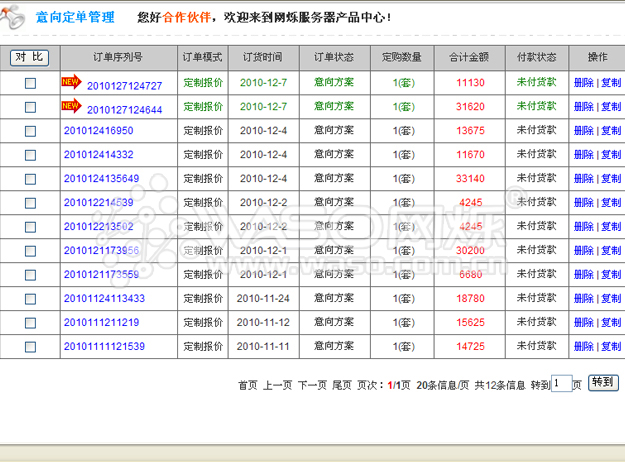 意向定单管理 您好合作伙伴，欢迎来到网烁服务器产品中心！
对 比 订单序列号 订单模式 订货时间 订单状态 定购数量 合计金额 付款状态 操作
NEW 2010127124727 定制报价 2010-12-7 意向方案 1(套) 11130 未付货款 删除 | 复制
NEW 2010127124644 定制报价 2010-12-7 意向方案 1(套) 31620 未付货款 删除 | 复制
201012416950 定制报价 2010-12-4 意向方案 1(套) 13675 未付货款 删除 | 复制
201012414332 定制报价 2010-12-4 意向方案 1(套) 11670 未付货款 删除 | 复制
20101241​35649 定制报价 2010-12-4 意向方案 1(套) 33140 未付货款 删除 | 复制
201012214539 定制报价 2010-12-2 意向方案 1(套) 4245 未付货款 删除 | 复制
201012213502 定制报价 2010-12-2 意向方案 1(套) 4245 未付货款 删除 | 复制
2010121173956 定制报价 2010-12-1 意向方案 1(套) 30200 未付货款 删除 | 复制
2010121173559 定制报价 2010-12-1 意向方案 1(套) 6680 未付货款 删除 | 复制
20101124113433 定制报价 2010-11-24 意向方案 1(套) 18780 未付货款 删除 | 复制
2010111211219 定制报价 2010-11-12 意向方案 1(套) 15625 未付货款 删除 | 复制
20101111121539 定制报价 2010-11-11 意向方案 1(套) 14725 未付货款 删除 | 复制
WASO网烁®
www.waso.com.cn
首页 上一页 下一页 尾页 页次：1/1页 20条信息/页 共12条信息 转到 1 页 转到